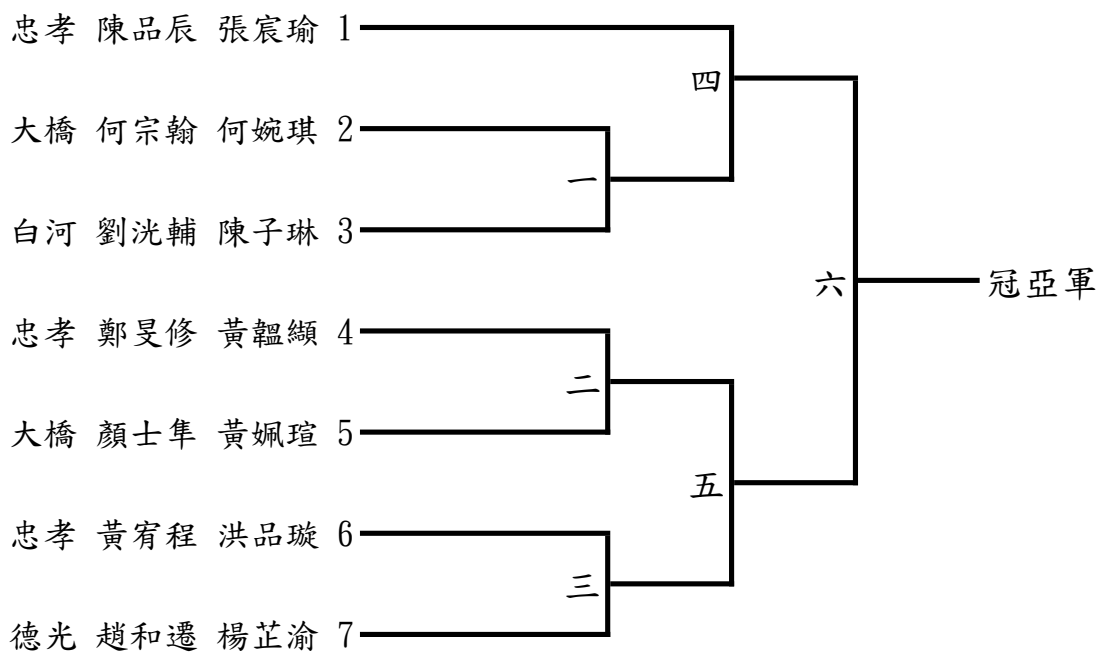 忠孝 陳品辰 張宸瑜 1
四
大橋 何宗翰 何婉琪 2
一
白河 劉洸輔 陳子琳 3
六 冠亞軍
忠孝 鄭旻修 黃韞纈 4
二
大橋 顏士隼 黃姵瑄 5
五
忠孝 黃宥程 洪品璇 6
三
德光 趙和遷 楊芷渝 7